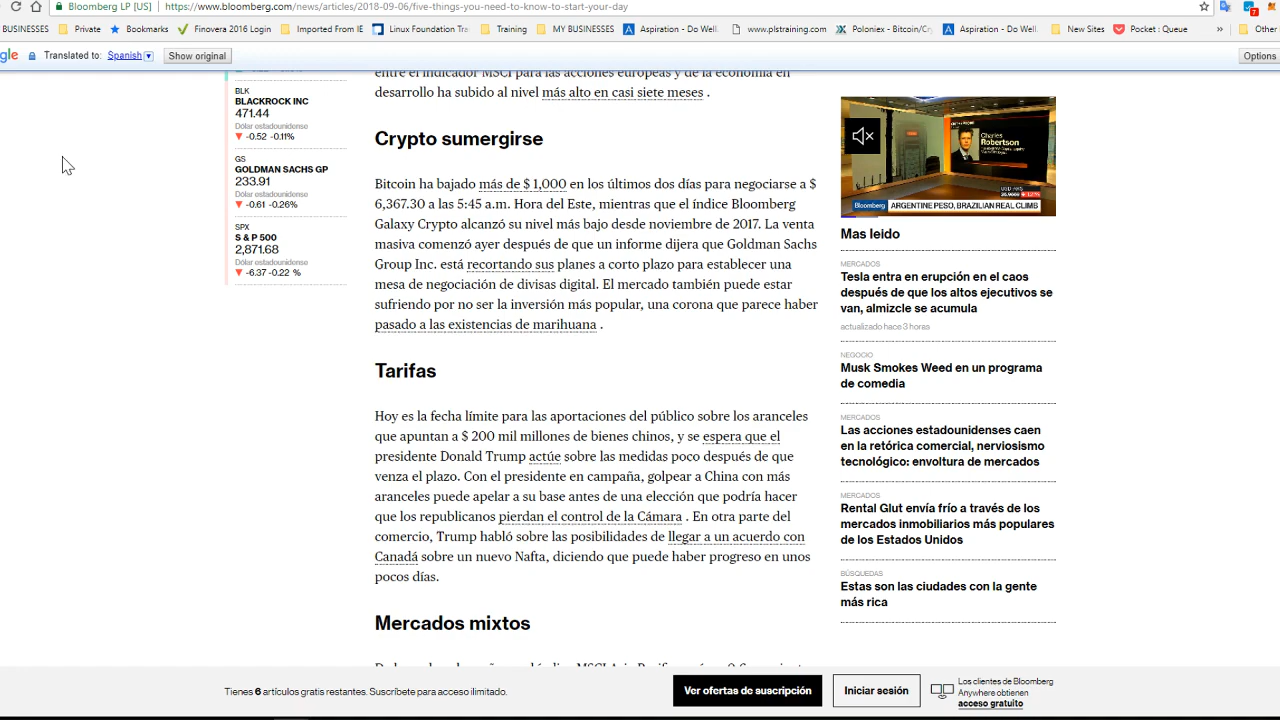 Bloomberg LP [US]
https://www.bloomberg.com/news/articles/2018-09-06/five-things-you-need-to-know-to-start-your-day
7
BUSINESSES
Private
Bookmarks
Finovera 2016 Login
Imported From IE
Linux Foundation Tra
Training
MY BUSINESSES
Aspiration - Do Well.
www.plstraining.com
Poloniex - Bitcoin/Cry
Aspiration - Do Well.
New Sites
Pocket : Queue
»
Other
gle
Translated to: Spanish
Show original
Options
BLK
BLACKROCK INC
471.44
Dólar estadounidense
▼ -0.52 -0.11%
GS
GOLDMAN SACHS GP
233.91
Dólar estadounidense
▼ -0.61 -0.26%
SPX
S & P 500
2,871.68
Dólar estadounidense
▼ -6.37 -0.22 %
entre el indicador MSCI para las acciones europeas y de la economía en
desarrollo ha subido al nivel más alto en casi siete meses .
Crypto sumergirse
Bitcoin ha bajado más de $ 1,000 en los últimos dos días para negociarse a $
6,367.30 a las 5:45 a.m. Hora del Este, mientras que el índice Bloomberg
Galaxy Crypto alcanzó su nivel más bajo desde noviembre de 2017. La venta
masiva comenzó ayer después de que un informe dijera que Goldman Sachs
Group Inc. está recortando sus planes a corto plazo para establecer una
mesa de negociación de divisas digital. El mercado también puede estar
sufriendo por no ser la inversión más popular, una corona que parece haber
pasado a las existencias de marihuana .
Tarifas
Hoy es la fecha límite para las aportaciones del público sobre los aranceles
que apuntan a $ 200 mil millones de bienes chinos, y se espera que el
presidente Donald Trump actúe sobre las medidas poco después de que
venza el plazo. Con el presidente en campaña, golpear a China con más
aranceles puede apelar a su base antes de una elección que podría hacer
que los republicanos pierdan el control de la Cámara . En otra parte del
comercio, Trump habló sobre las posibilidades de llegar a un acuerdo con
Canadá sobre un nuevo Nafta, diciendo que puede haber progreso en unos
pocos días.
Mercados mixtos
Charles
Robertson
Bloomberg
ARGENTINE PESO, BRAZILIAN REAL CLIMB
Mas leido
MERCADOS
Tesla entra en erupción en el caos
después de que los altos ejecutivos se
van, almizcle se acumula
actualizado hace 3 horas
NEGOCIO
Musk Smokes Weed en un programa
de comedia
MERCADOS
Las acciones estadounidenses caen
en la retórica comercial, nerviosismo
tecnológico: envoltura de mercados
MERCADOS
Rental Glut envía frío a través de los
mercados inmobiliarios más populares
de los Estados Unidos
BÚSQUEDAS
Estas son las ciudades con la gente
más rica
Tienes 6 artículos gratis restantes. Suscríbete para acceso ilimitado.
Ver ofertas de suscripción
Iniciar sesión
Los clientes de Bloomberg
Anywhere obtienen
acceso gratuito